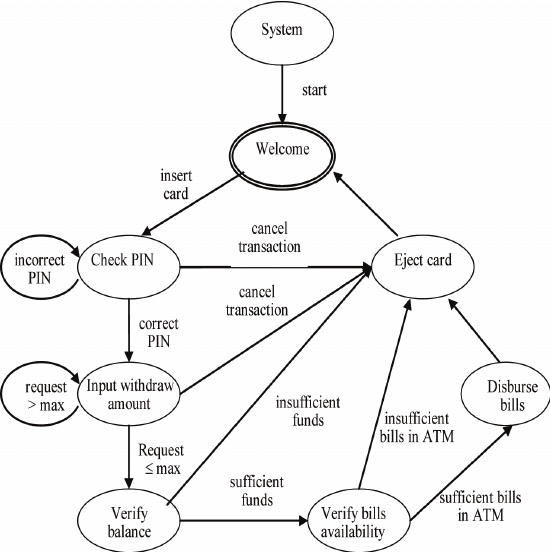 System
start
Welcome
insert
card
cancel
transaction
incorrect
PIN
Check PIN
Eject card
cancel
transaction
correct
PIN
request
> max
Input withdraw
amount
Disburse
bills
insufficient
funds
insufficient
bills in ATM
Request
≤ max
sufficient
funds
sufficient bills
in ATM
Verify
balance
Verify bills
availability